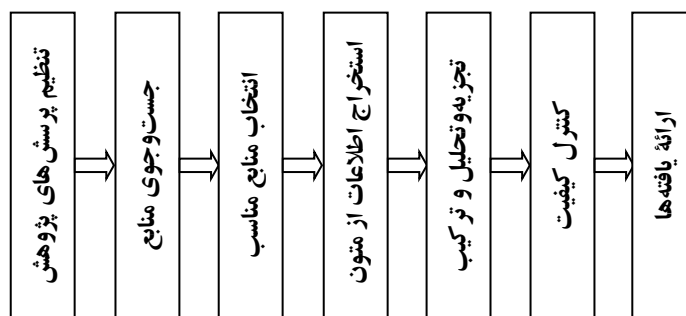 تنظیم پرسش‌های پژوهش
جست‌وجوی منابع
انتخاب منابع مناسب
استخراج اطلاعات از متون
تجزیه‌وتحلیل و ترکیب
کنترل کیفیت
ارائهٔ یافته‌ها